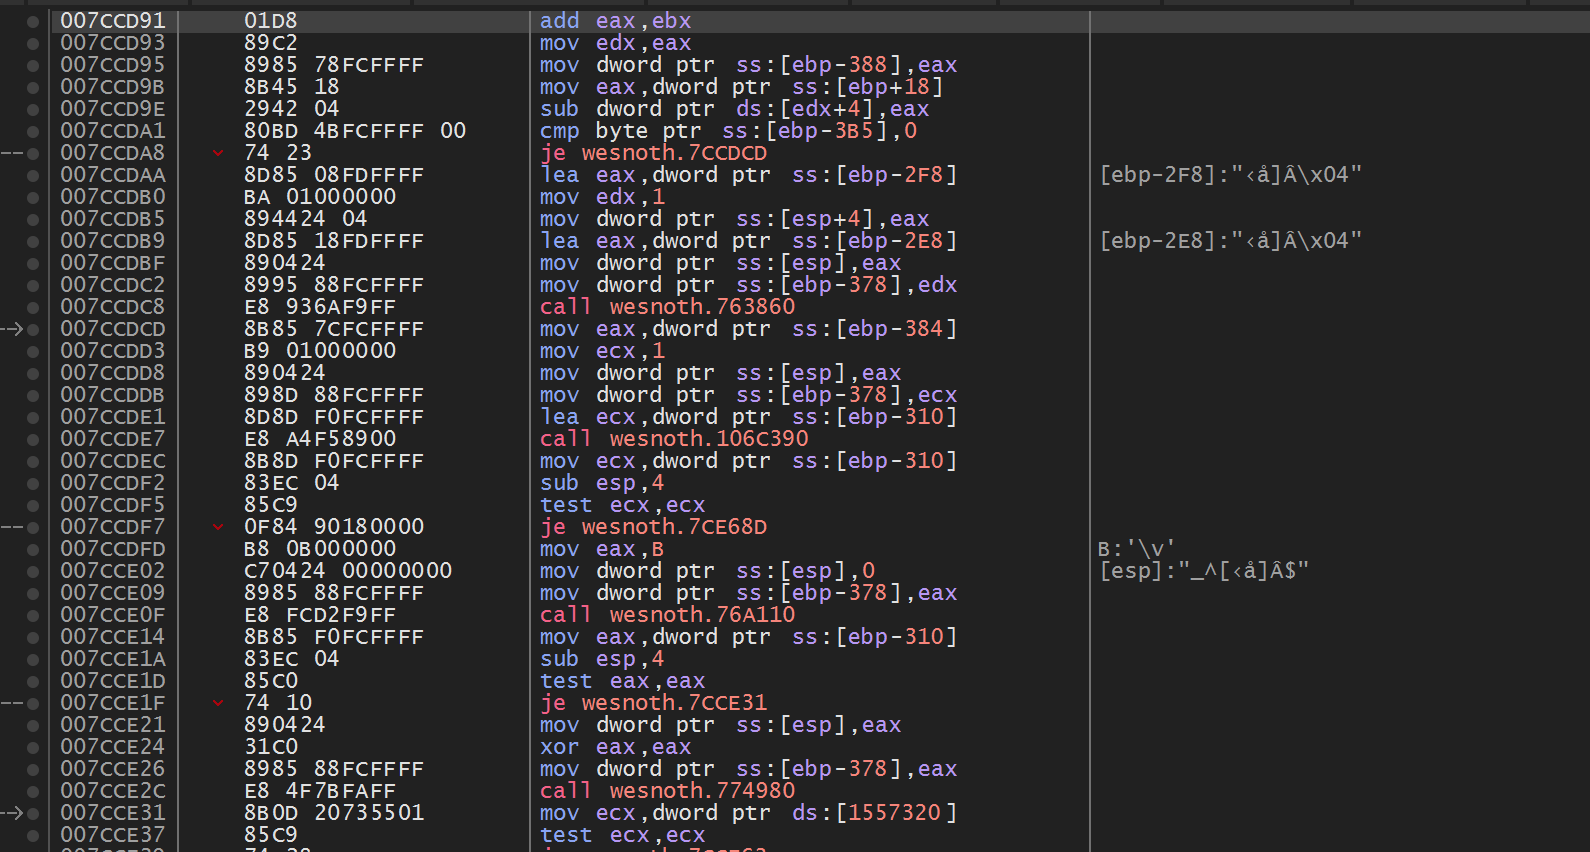 007CCD91 01D8 add eax,ebx
007CCD93 89C2 mov edx,eax
007CCD95 8985 78FCFFFF mov dword ptr ss:[ebp-388],eax
007CCD9B 8B45 18 mov eax,dword ptr ss:[ebp+18]
007CCD9E 2942 04 sub dword ptr ds:[edx+4],eax
007CCDA1 80BD 4BFCFFFF 00 cmp byte ptr ss:[ebp-3B5],0
007CCDA8 74 23 je wesnoth.7CCDCD
007CCDAA 8D85 08FDFFFF lea eax,dword ptr ss:[ebp-2F8] [ebp-2F8]:"‹å]Â\x04"
007CCDB0 BA 01000000 mov edx,1
007CCDB5 894424 04 mov dword ptr ss:[esp+4],eax
007CCDB9 8D85 18FDFFFF lea eax,dword ptr ss:[ebp-2E8] [ebp-2E8]:"‹å]Â\x04"
007CCDBF 890424 mov dword ptr ss:[esp],eax
007CCDC2 8995 88FCFFFF mov dword ptr ss:[ebp-378],edx
007CCDC8 E8 936AF9FF call wesnoth.763860
007CCDCD 8B85 7CFCFFFF mov eax,dword ptr ss:[ebp-384]
007CCDD3 B9 01000000 mov ecx,1
007CCDD8 890424 mov dword ptr ss:[esp],eax
007CCDDB 898D 88FCFFFF mov dword ptr ss:[ebp-378],ecx
007CCDE1 8D8D F0FCFFFF lea ecx,dword ptr ss:[ebp-310]
007CCDE7 E8 A4F58900 call wesnoth.106C390
007CCDEC 8B8D F0FCFFFF mov ecx,dword ptr ss:[ebp-310]
007CCDF2 83EC 04 sub esp,4
007CCDF5 85C9 test ecx,ecx
007CCDF7 0F84 90180000 je wesnoth.7CE68D
007CCDFD B8 0B000000 mov eax,B B:'\v'
007CCE02 C70424 00000000 mov dword ptr ss:[esp],0 [esp]:"_^[‹å]Â$"
007CCE09 8985 88FCFFFF mov dword ptr ss:[ebp-378],eax
007CCE0F E8 FCD2F9FF call wesnoth.76A110
007CCE14 8B85 F0FCFFFF mov eax,dword ptr ss:[ebp-310]
007CCE1A 83EC 04 sub esp,4
007CCE1D 85C0 test eax,eax
007CCE1F 74 10 je wesnoth.7CCE31
007CCE21 890424 mov dword ptr ss:[esp],eax
007CCE24 31C0 xor eax,eax
007CCE26 8985 88FCFFFF mov dword ptr ss:[ebp-378],eax
007CCE2C E8 4F7BFAFF call wesnoth.774980
007CCE31 8B0D 20735501 mov ecx,dword ptr ds:[1557320]
007CCE37 85C9 test ecx,ecx